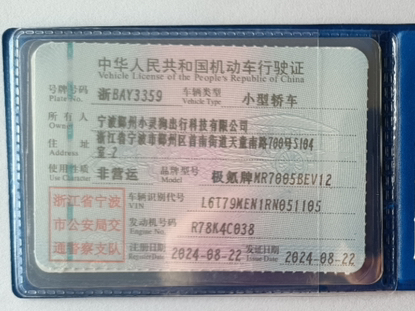 中华人民共和国机动车行驶证
Vehicle License of the People's Republic of China
号牌号码 浙BAY3359 车辆类型 小型轿车
Plate No. Vehicle Type
所有人 宁波鄞州小灵狗出行科技有限公司
Owner
住址 浙江省宁波市鄞州区首南街道天童南路700号5104
Address 室-2
使用性质 非营运 品牌型号 极氪牌MR7005BEV12
Use Character Model
浙江省宁波
市公安局交
通警察支队
车辆识别代号 L6T79MEN1RN051105
VIN
发动机号码 R78K4C038
Engine No.
注册日期 2024-08-22 发证日期 2024-08-22
Register Date Issue Date